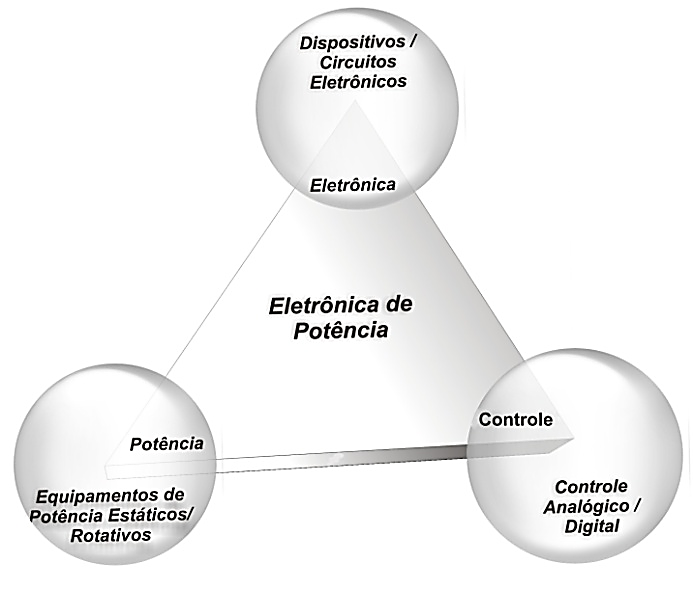 Dispositivos /
Circuitos
Eletrônicos
Eletrônica
Eletrônica de
Potência
Potência
Equipamentos de
Potência Estáticos/
Rotativos
Controle
Controle
Analógico /
Digital